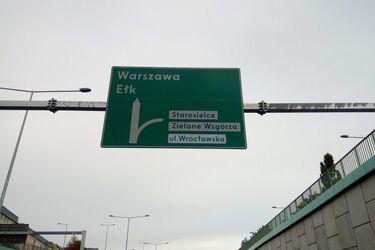 Warszawa
Ełk
Starosielce
Zielone Wzgórza
ul.Wrocławska